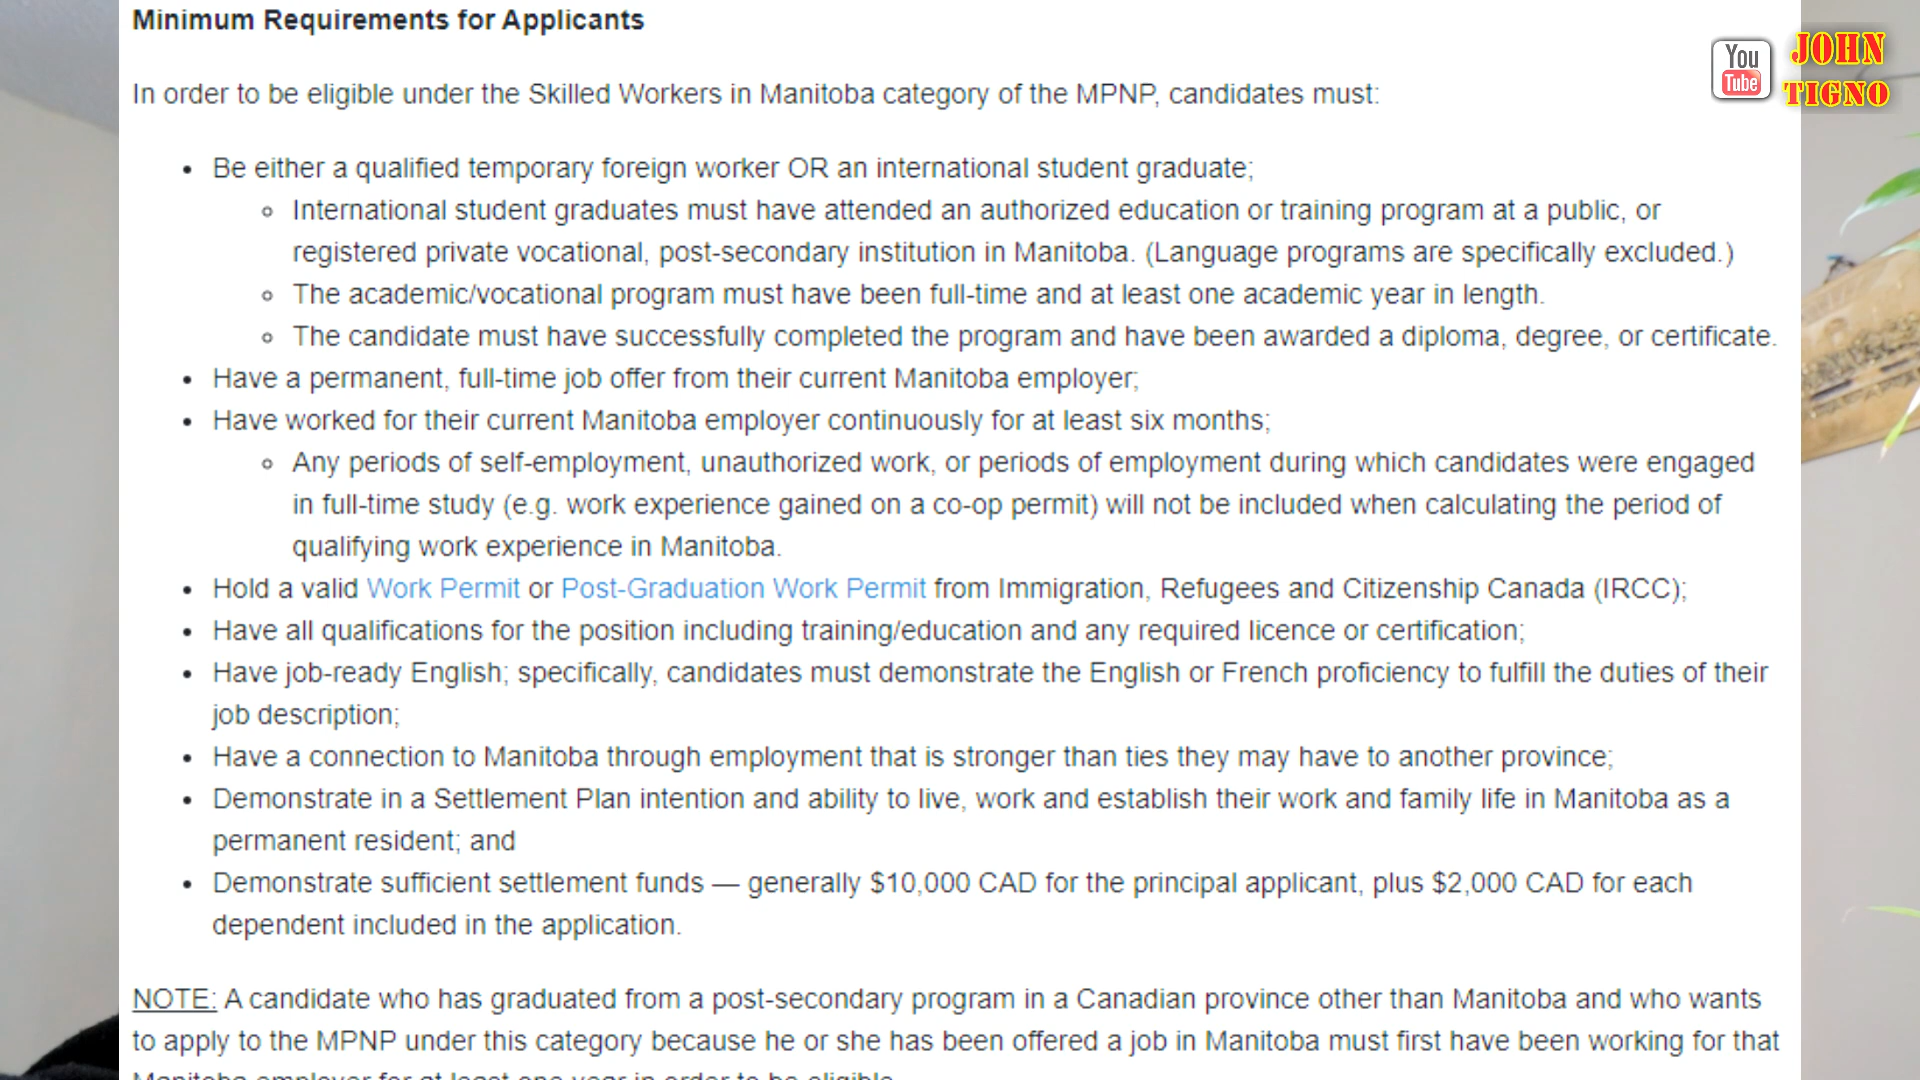 Minimum Requirements for Applicants
You
Tube
JOHN
TIGNO
In order to be eligible under the Skilled Workers in Manitoba category of the MPNP, candidates must:
• Be either a qualified temporary foreign worker OR an international student graduate;
◦ International student graduates must have attended an authorized education or training program at a public, or
registered private vocational, post-secondary institution in Manitoba. (Language programs are specifically excluded.)
◦ The academic/vocational program must have been full-time and at least one academic year in length.
◦ The candidate must have successfully completed the program and have been awarded a diploma, degree, or certificate.
• Have a permanent, full-time job offer from their current Manitoba employer;
• Have worked for their current Manitoba employer continuously for at least six months;
◦ Any periods of self-employment, unauthorized work, or periods of employment during which candidates were engaged
in full-time study (e.g. work experience gained on a co-op permit) will not be included when calculating the period of
qualifying work experience in Manitoba.
• Hold a valid Work Permit or Post-Graduation Work Permit from Immigration, Refugees and Citizenship Canada (IRCC);
• Have all qualifications for the position including training/education and any required licence or certification;
• Have job-ready English; specifically, candidates must demonstrate the English or French proficiency to fulfill the duties of their
job description;
• Have a connection to Manitoba through employment that is stronger than ties they may have to another province;
• Demonstrate in a Settlement Plan intention and ability to live, work and establish their work and family life in Manitoba as a
permanent resident; and
• Demonstrate sufficient settlement funds — generally $10,000 CAD for the principal applicant, plus $2,000 CAD for each
dependent included in the application.
NOTE: A candidate who has graduated from a post-secondary program in a Canadian province other than Manitoba and who wants
to apply to the MPNP under this category because he or she has been offered a job in Manitoba must first have been working for that
Manitoba employer for at least one year in order to be eligible.